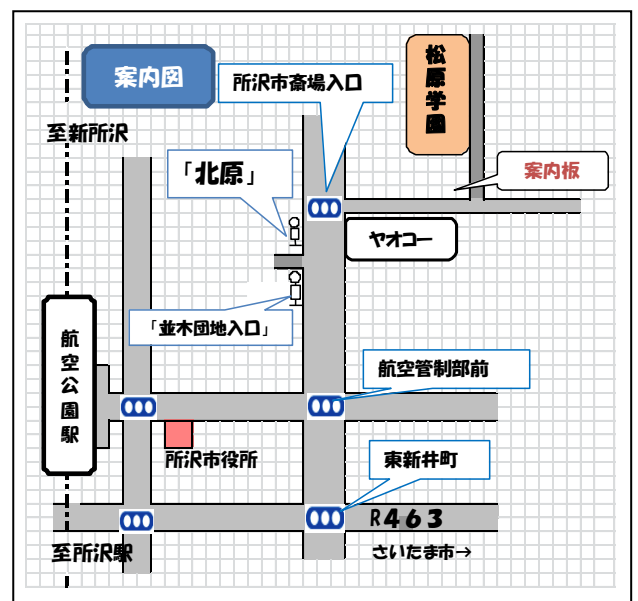 案内図
所沢市斎場入口
松原学園
至新所沢
「北原」
案内板
ヤオコー
「並木団地入口」
航空公園駅
航空管制部前
所沢市役所
東新井町
R463
至所沢駅
さいたま市→